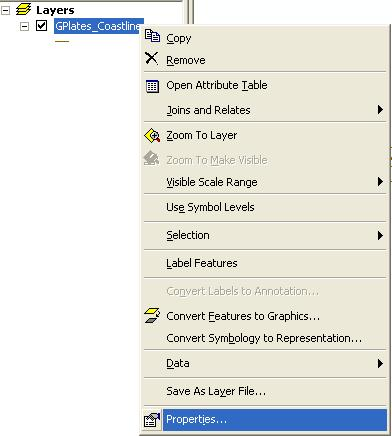 Layers
GPlates_Coastline
Copy
Remove
Open Attribute Table
Joins and Relates
Zoom To Layer
Zoom To Make Visible
Visible Scale Range
Use Symbol Levels
Selection
Label Features
Convert Labels to Annotation...
Convert Features to Graphics...
Convert Symbology to Representation...
Data
Save As Layer File...
Properties...